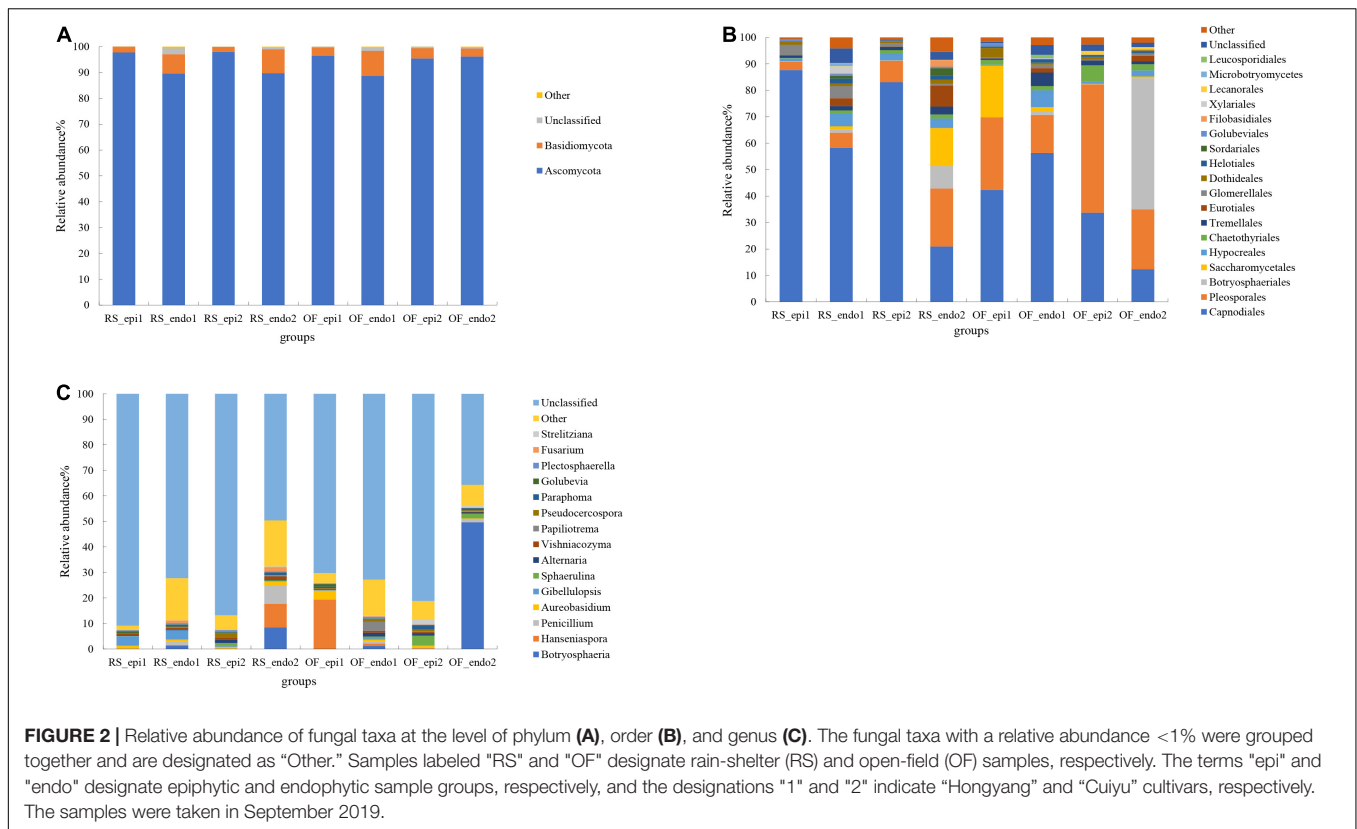 A
Relative abundance%
100
90
80
70
60
50
40
30
20
10
0
RS_epi1 RS_endo1 RS_epi2 RS_endo2 OF_epi1 OF_endo1 OF_epi2 OF_endo2
groups
Other
Unclassified
Basidiomycota
Ascomycota
B
Relative abundance%
100
90
80
70
60
50
40
30
20
10
0
RS_epi1 RS_endo1 RS_epi2 RS_endo2 OF_epi1 OF_endo1 OF_epi2 OF_endo2
groups
Other
Unclassified
Leucosporidiales
Microbotryomycetes
Lecanorales
Xylariales
Filobasidiales
Golubeviales
Sordariales
Helotiales
Dothideales
Glomerellales
Eurotiales
Tremellales
Chaetothyriales
Hypocreales
Saccharomycetales
Botryosphaeriales
Pleosporales
Capnodiales
C
Relative abundance%
100
90
80
70
60
50
40
30
20
10
0
RS_epi1 RS_endo1 RS_epi2 RS_endo2 OF_epi1 OF_endo1 OF_epi2 OF_endo2
groups
Unclassified
Other
Strelitziana
Fusarium
Plectosphaerella
Golubevia
Paraphoma
Pseudocercospora
Papiliotrema
Vishniacozyma
Alternaria
Sphaerulina
Gibellulopsis
Aureobasidium
Penicillium
Hanseniaspora
Botryosphaeria
FIGURE 2 | Relative abundance of fungal taxa at the level of phylum (A), order (B), and genus (C). The fungal taxa with a relative abundance <1% were grouped
together and are designated as “Other.” Samples labeled "RS" and "OF" designate rain-shelter (RS) and open-field (OF) samples, respectively. The terms "epi" and
"endo" designate epiphytic and endophytic sample groups, respectively, and the designations "1" and "2" indicate “Hongyang” and “Cuiyu” cultivars, respectively.
The samples were taken in September 2019.